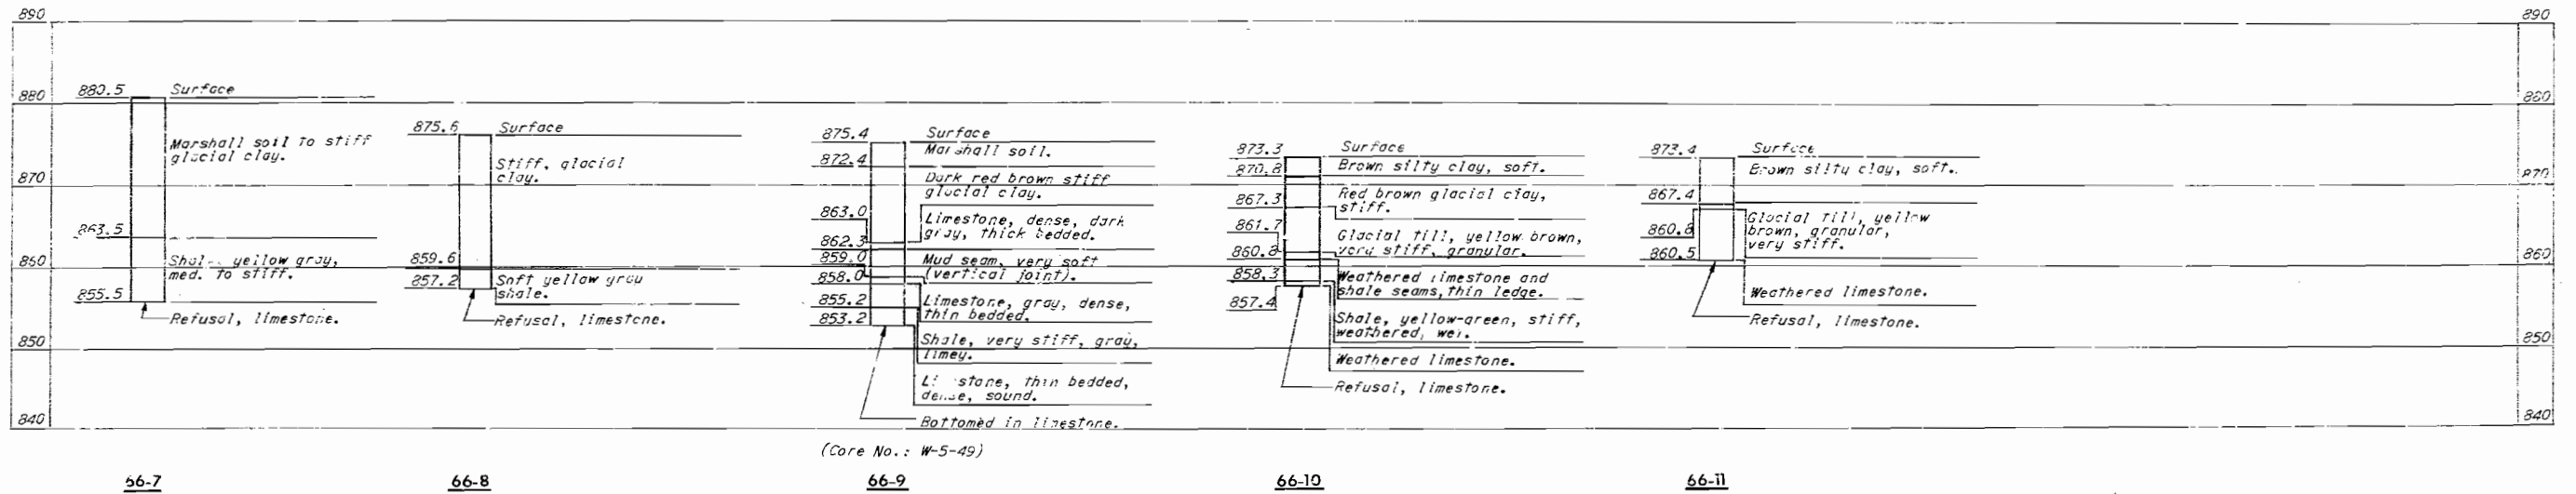 890
890
880
880
870
870
860
860
850
850
840
840
880.5
Surface
Marshall soil to stiff
glacial clay.
863.5
yellow gray,
med. to stiff.
855.5
Refusal, limestone.
66-7
875.6
Surface
Stiff, glacial
clay.
859.6
857.2
Soft yellow gray
shale.
Refusal, limestone.
66-8
875.4
Surface
Marshall soil.
872.4
Dark red brown stiff
glacial clay.
863.0
Limestone, dense, dark
gray, thick bedded.
862.3
859.0
Mud seam, very soft
(vertical joint).
858.0
855.2
Limestone, gray, dense,
thin bedded.
853.2
Shale, very stiff, gray,
limey.
thin bedded,
dense, sound.
Bottomed in limestone.
(Core No.: W-5-49)
66-9
873.3
Surface
870.8
Brown silty clay, soft.
867.3
Red brown glacial clay,
stiff.
861.7
Glacial till, yellow brown,
very stiff, granular.
860.8
858.3
Weathered limestone and
shale seams, thin ledge.
857.4
Shale, yellow-green, stiff,
weathered, wet.
Weathered limestone.
Refusal, limestone.
66-10
873.4
Surface
Brown silty clay, soft.
867.4
Glacial till, yellow
brown, granular,
very stiff.
860.8
860.5
Weathered limestone.
Refusal, limestone.
66-11